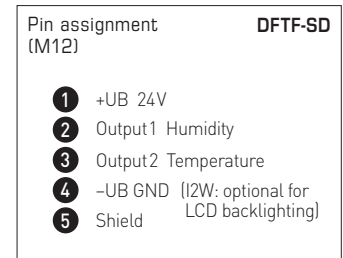 Pin assignment DFTF-SD
(M12)
1 +UB 24V
2 Output1 Humidity
3 Output2 Temperature
4 –UB GND (I2W: optional for
LCD backlighting)
5 Shield